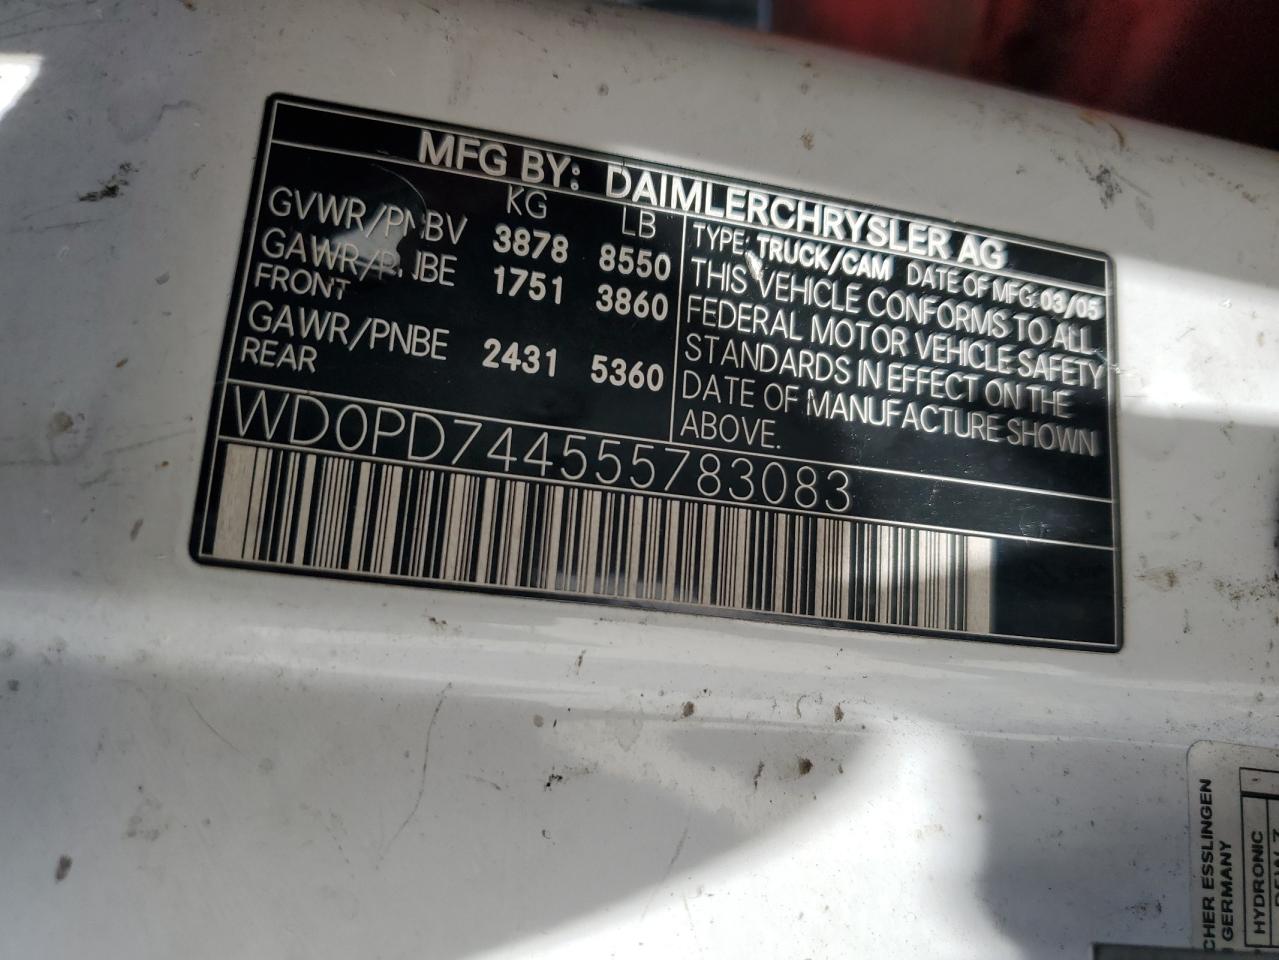 MFG BY: DAIMLERCHRYSLER AG
KG LB
GVWR/PNBV 3878 8550
GAWR/PNBE 1751 3860
FRONT
GAWR/PNBE 2431 5360
REAR
TYPE: TRUCK/CAM DATE OF MFG: 03/05
THIS VEHICLE CONFORMS TO ALL
FEDERAL MOTOR VEHICLE SAFETY
STANDARDS IN EFFECT ON THE
DATE OF MANUFACTURE SHOWN
ABOVE.
WD0PD744555783083
CHER ESSLINGEN
GERMANY
HYDRONIC